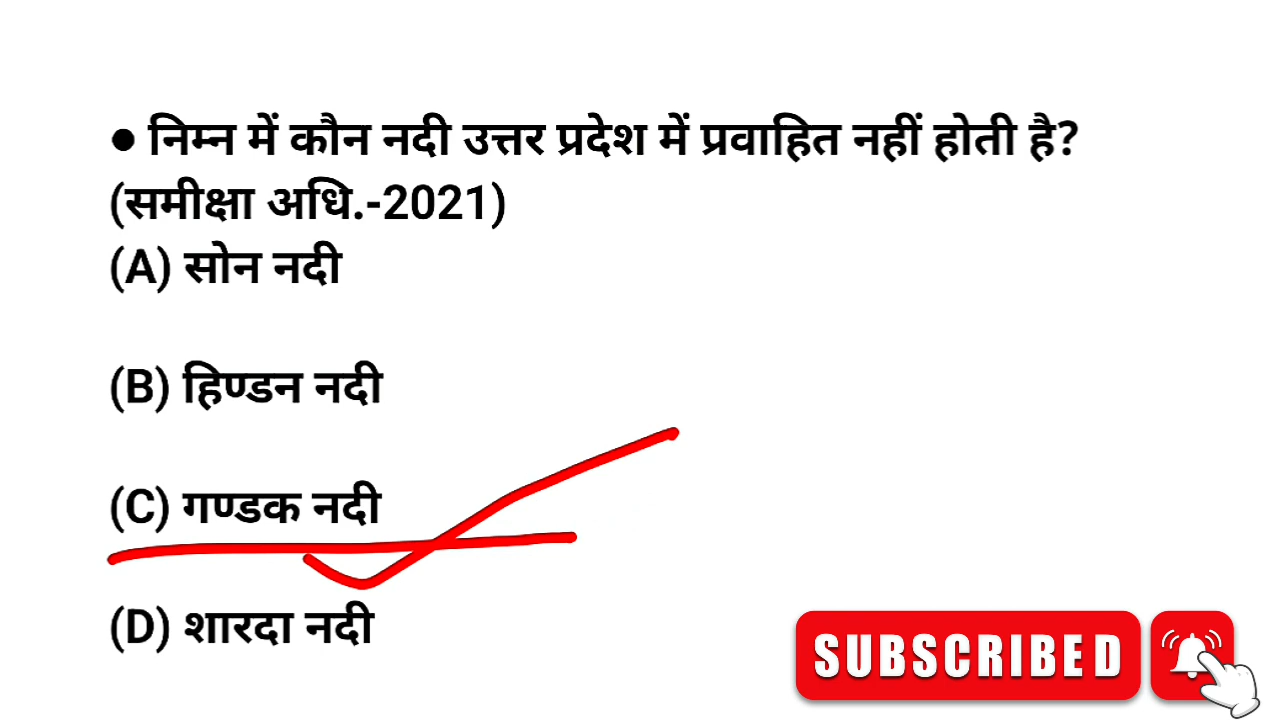 ● निम्न में कौन नदी उत्तर प्रदेश में प्रवाहित नहीं होती है?
(समीक्षा अधि.-2021)
(A) सोन नदी
(B) हिण्डन नदी
(C) गण्डक नदी
(D) शारदा नदी
SUBSCRIBED